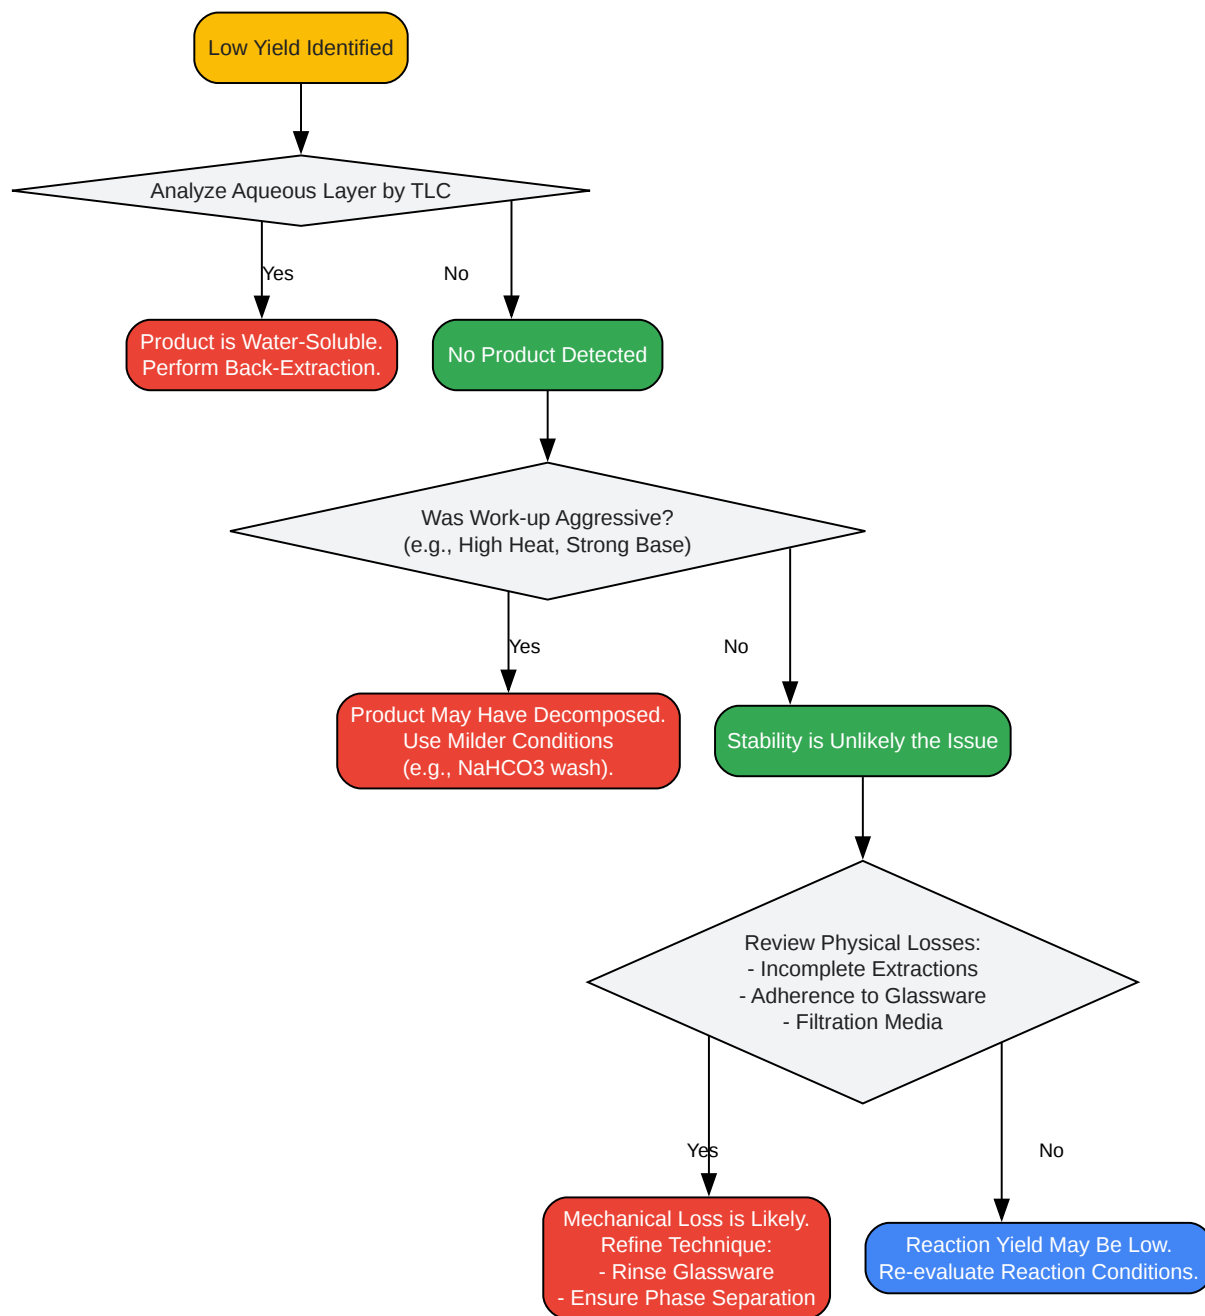 Low Yield Identified
Analyze Aqueous Layer by TLC
Yes
No
Product is Water-Soluble.
Perform Back-Extraction.
No Product Detected
Was Work-up Aggressive?
(e.g., High Heat, Strong Base)
Yes
No
Product May Have Decomposed.
Use Milder Conditions
(e.g., NaHCO3 wash).
Stability is Unlikely the Issue
Review Physical Losses:
- Incomplete Extractions
- Adherence to Glassware
- Filtration Media
Yes
No
Mechanical Loss is Likely.
Refine Technique:
- Rinse Glassware
- Ensure Phase Separation
Reaction Yield May Be Low.
Re-evaluate Reaction Conditions.